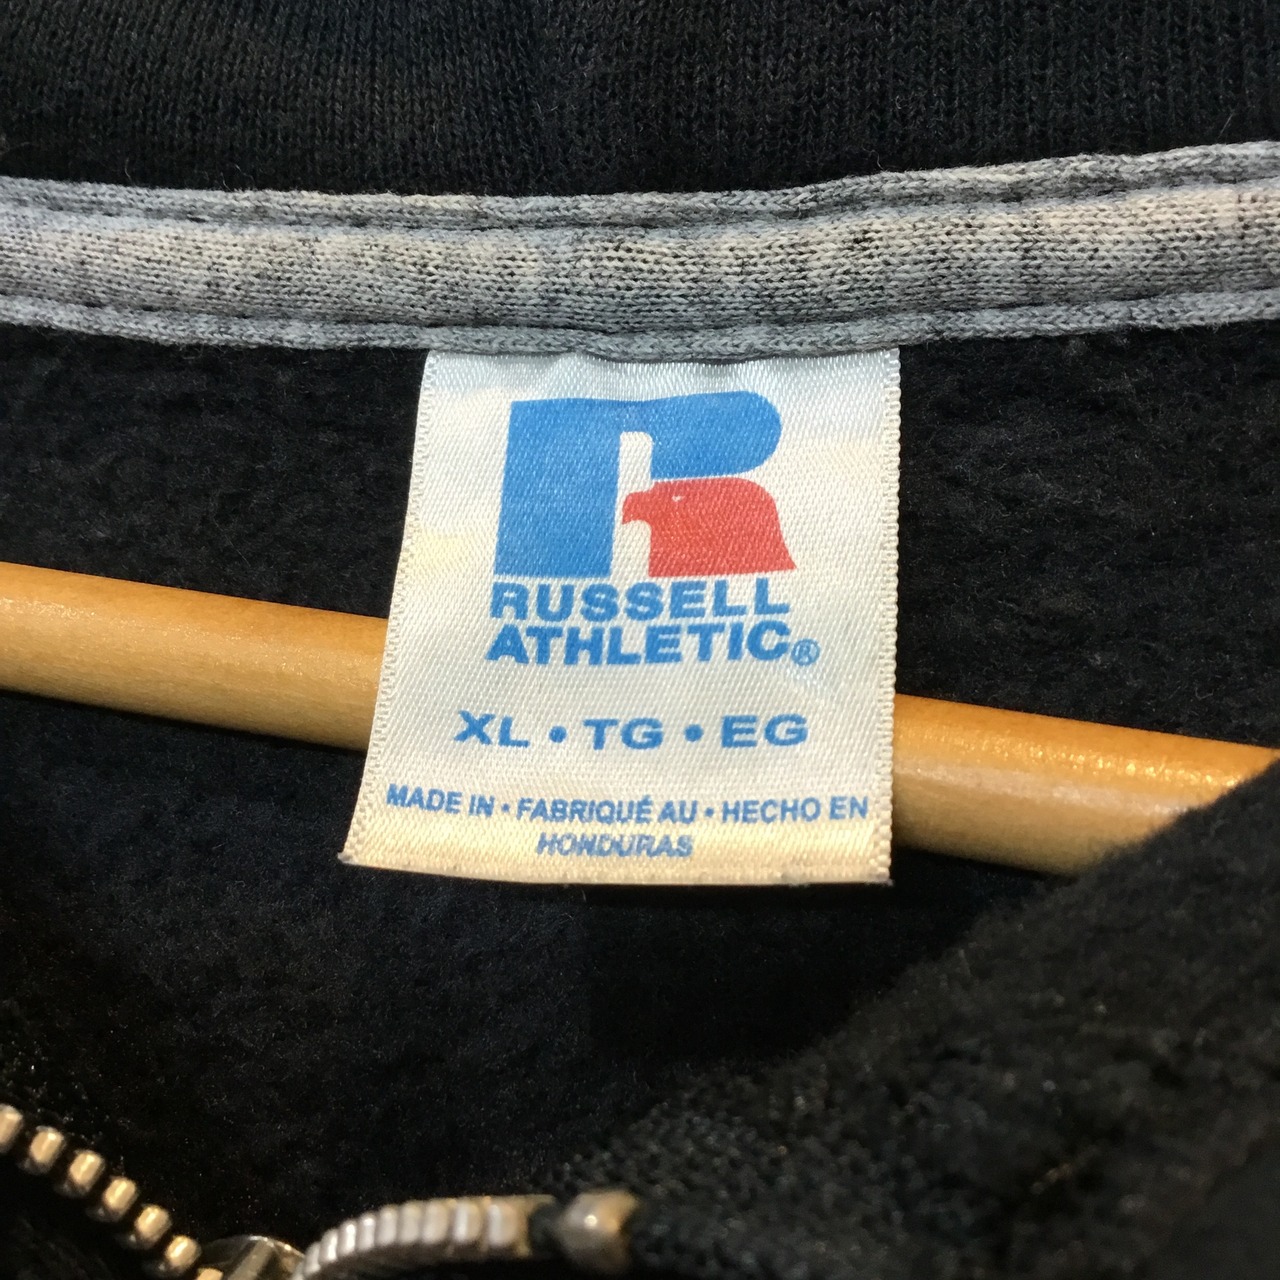 RUSSELL
ATHLETIC®
XL • TG • EG
MADE IN • FABRIQUÉ AU • HECHO EN
HONDURAS